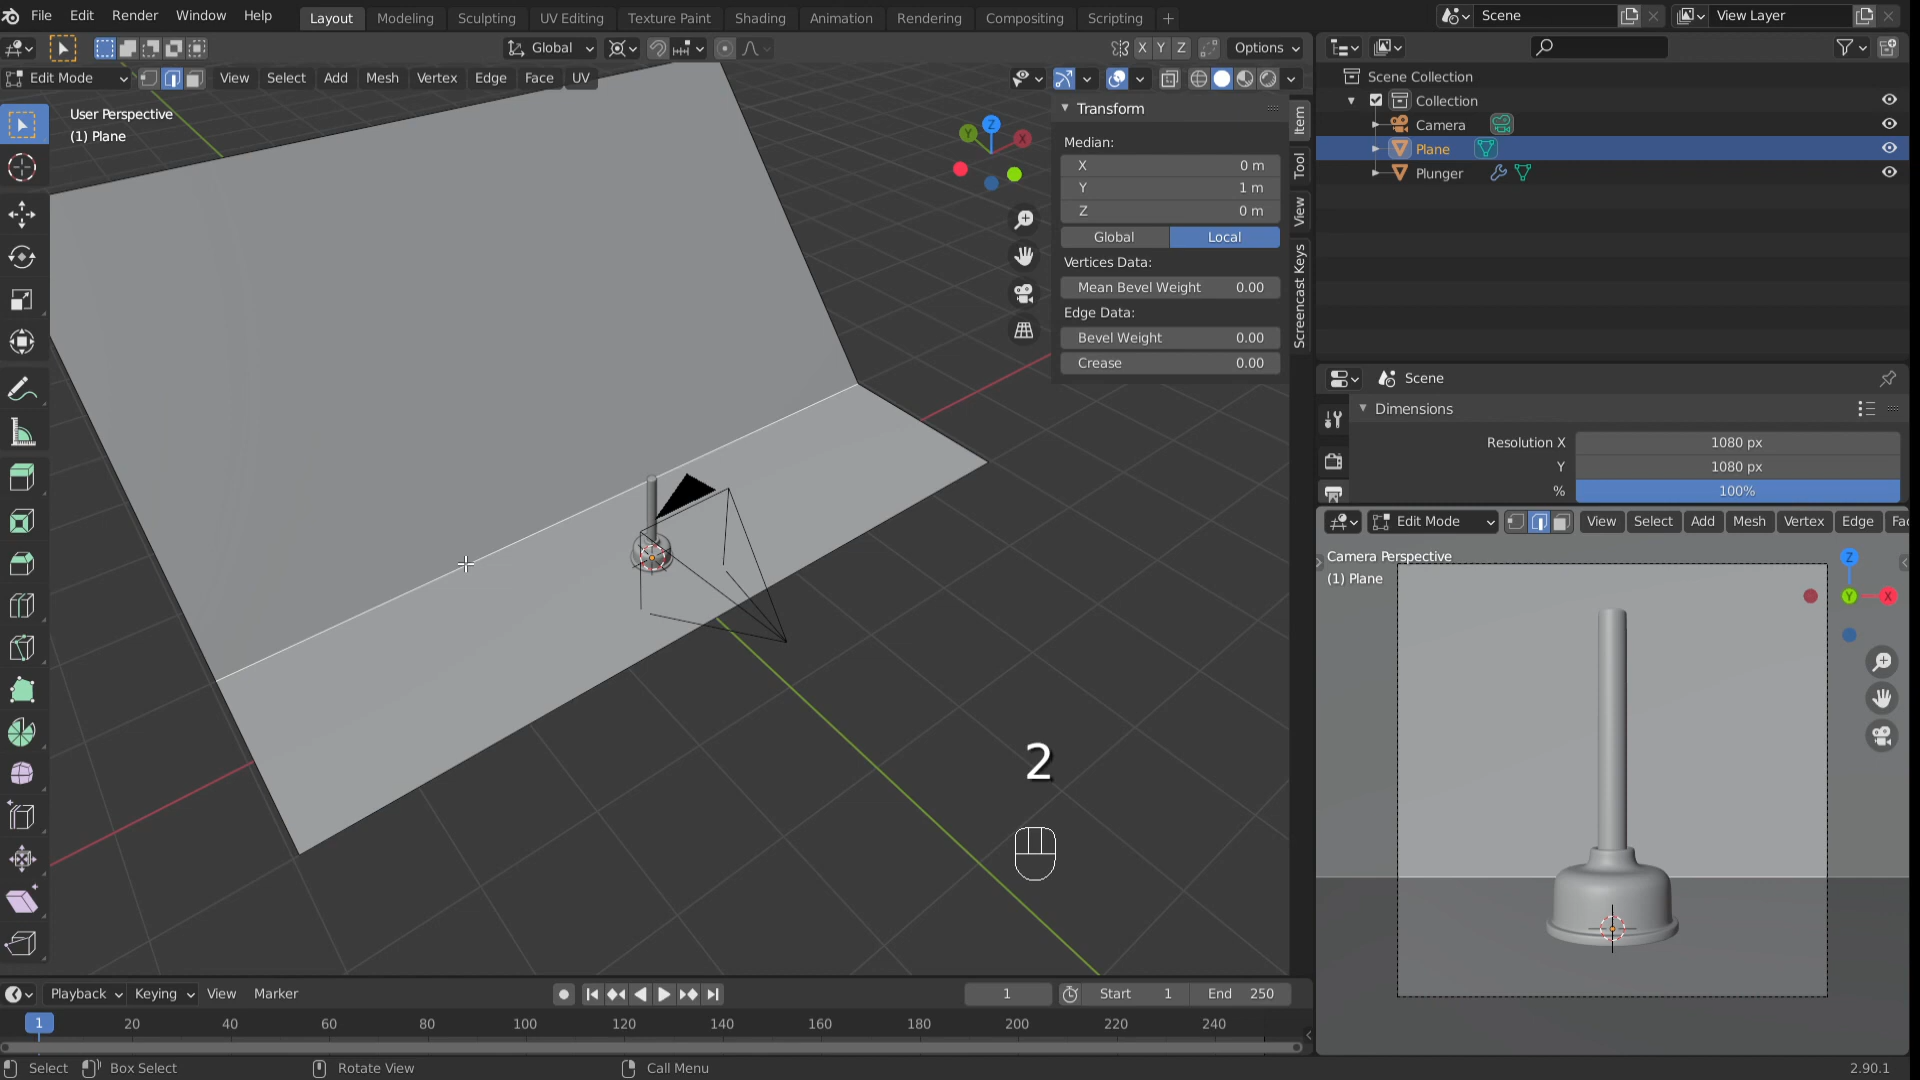 File Edit Render Window Help Layout Modeling Sculpting UV Editing Texture Paint Shading Animation Rendering Compositing Scripting + Scene View Layer
Global X Y Z Options
Edit Mode View Select Add Mesh Vertex Edge Face UV
User Perspective
(1) Plane
Z
Y
X
Transform
Median:
X 0 m
Y 1 m
Z 0 m
Global Local
Vertices Data:
Mean Bevel Weight 0.00
Edge Data:
Bevel Weight 0.00
Crease 0.00
Item
Tool
View
Screencast Keys
Scene Collection
Collection
Camera
Plane
Plunger
Scene
Dimensions
Resolution X 1080 px
Y 1080 px
% 100%
Edit Mode View Select Add Mesh Vertex Edge Fa
Camera Perspective
(1) Plane
Z
Y
X
2
Playback Keying View Marker 1 Start 1 End 250
1 20 40 60 80 100 120 140 160 180 200 220 240
Select Box Select Rotate View Call Menu 2.90.1